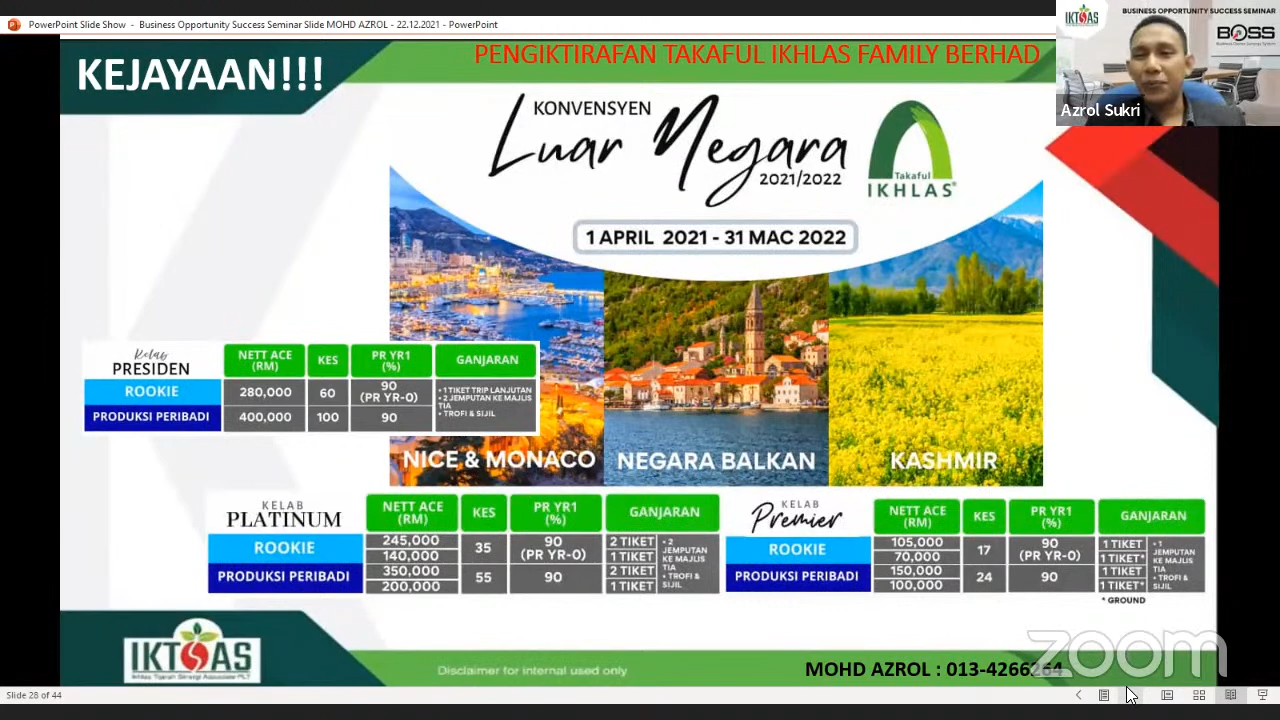 PowerPoint Slide Show - Business Opportunity Success Seminar Slide MOHD AZROL - 22.12.2021 - PowerPoint
IKTSAS
BUSINESS OPPORTUNITY SUCCESS SEMINAR
BOSS
Azrol Sukri
KEJAYAAN!!!
PENGIKTIRAFAN TAKAFUL IKHLAS FAMILY BERHAD
KONVENSYEN
Luar Negara
2021/2022
Takaful
IKHLAS
1 APRIL 2021 - 31 MAC 2022
Kelab
PRESIDEN
NETT ACE (RM)
KES
PR YR1 (%)
GANJARAN
ROOKIE
280,000
60
90 (PR YR-0)
• 1 TIKET TRIP LANJUTAN
• 2 JEMPUTAN KE MAJLIS
TIA
• TROFI & SIJIL
PRODUKSI PERIBADI
400,000
100
90
NICE & MONACO
NEGARA BALKAN
KASHMIR
KELAB
PLATINUM
NETT ACE (RM)
KES
PR YR1 (%)
GANJARAN
ROOKIE
245,000
140,000
35
90 (PR YR-0)
2 TIKET
1 TIKET
PRODUKSI PERIBADI
350,000
200,000
55
90
2 TIKET
1 TIKET
• 2
JEMPUTAN
KE MAJLIS
TIA
• TROFI &
SIJIL
KELAB
Premier
NETT ACE (RM)
KES
PR YR1 (%)
GANJARAN
ROOKIE
105,000
70,000
17
90 (PR YR-0)
1 TIKET
1 TIKET*
PRODUKSI PERIBADI
150,000
100,000
24
90
1 TIKET
1 TIKET*
• 1
JEMPUTAN
KE MAJLIS
TIA
• TROFI &
SIJIL
* GROUND
IKTSAS
Ikhlas Tijarah Sinergi Associate PLT
Disclaimer for internal used only
MOHD AZROL : 013-4266264
zoom
Slide 28 of 44